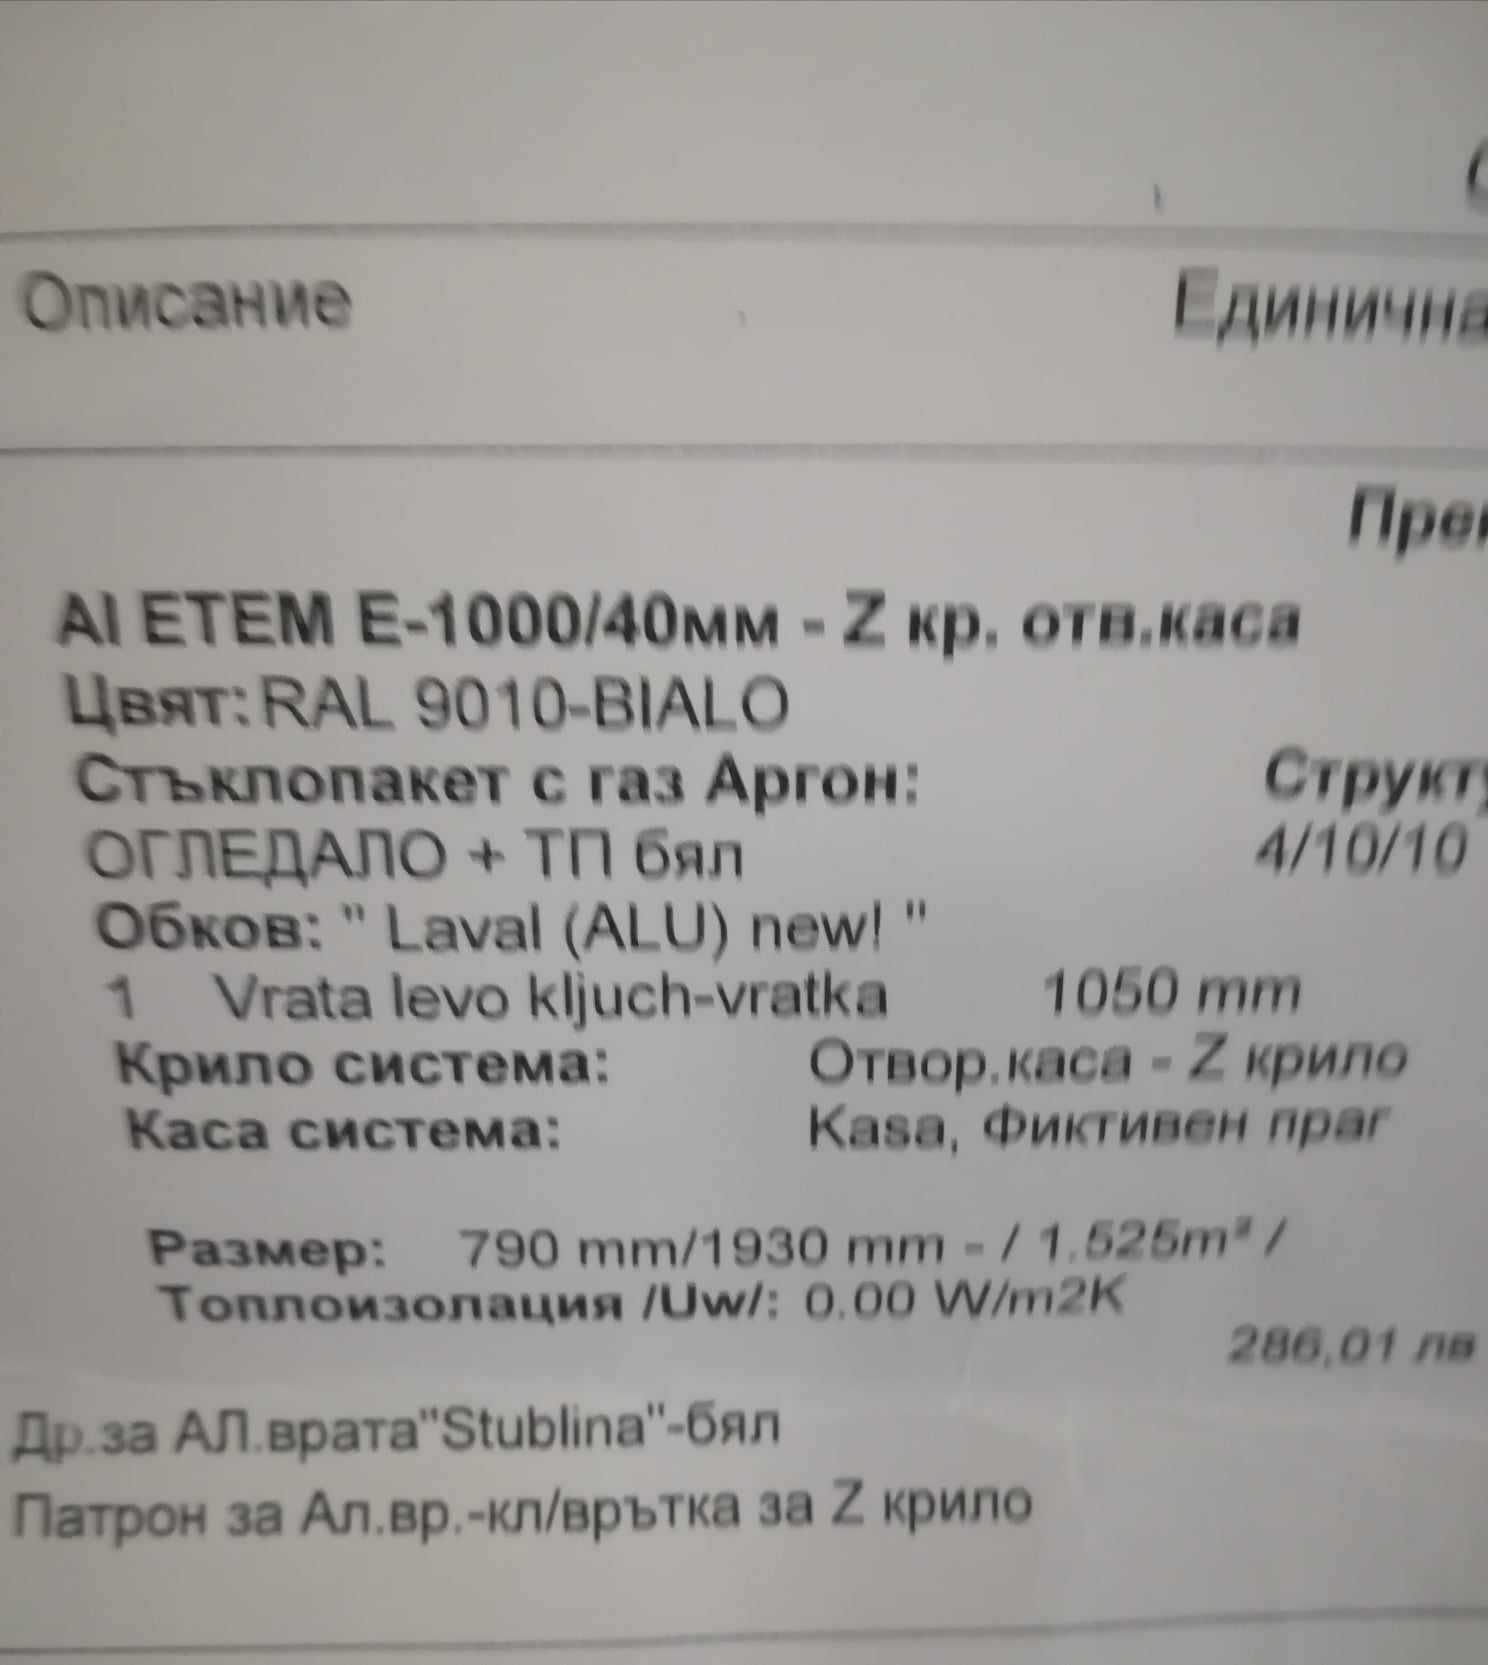 Описание Единична
AI ETEM E-1000/40мм - Z кр. отв.каса
Цвят: RAL 9010-BIALO
Стъклопакет с газ Аргон:
ОГЛЕДАЛО + ТП бял 4/10/10
Обков: " Laval (ALU) new! "
1 Vrata levo kljuch-vratka 1050 mm
Крило система: Отвор.каса - Z крило
Каса система: Kasa, Фиктивен праг
Размер: 790 mm/1930 mm - / 1.525m² /
Топлоизолация /Uw/: 0.00 W/m2K
286,01 лв
Др.за АЛ.врата"Stublina"-бял
Патрон за Ал.вр.-кл/врътка за Z крило